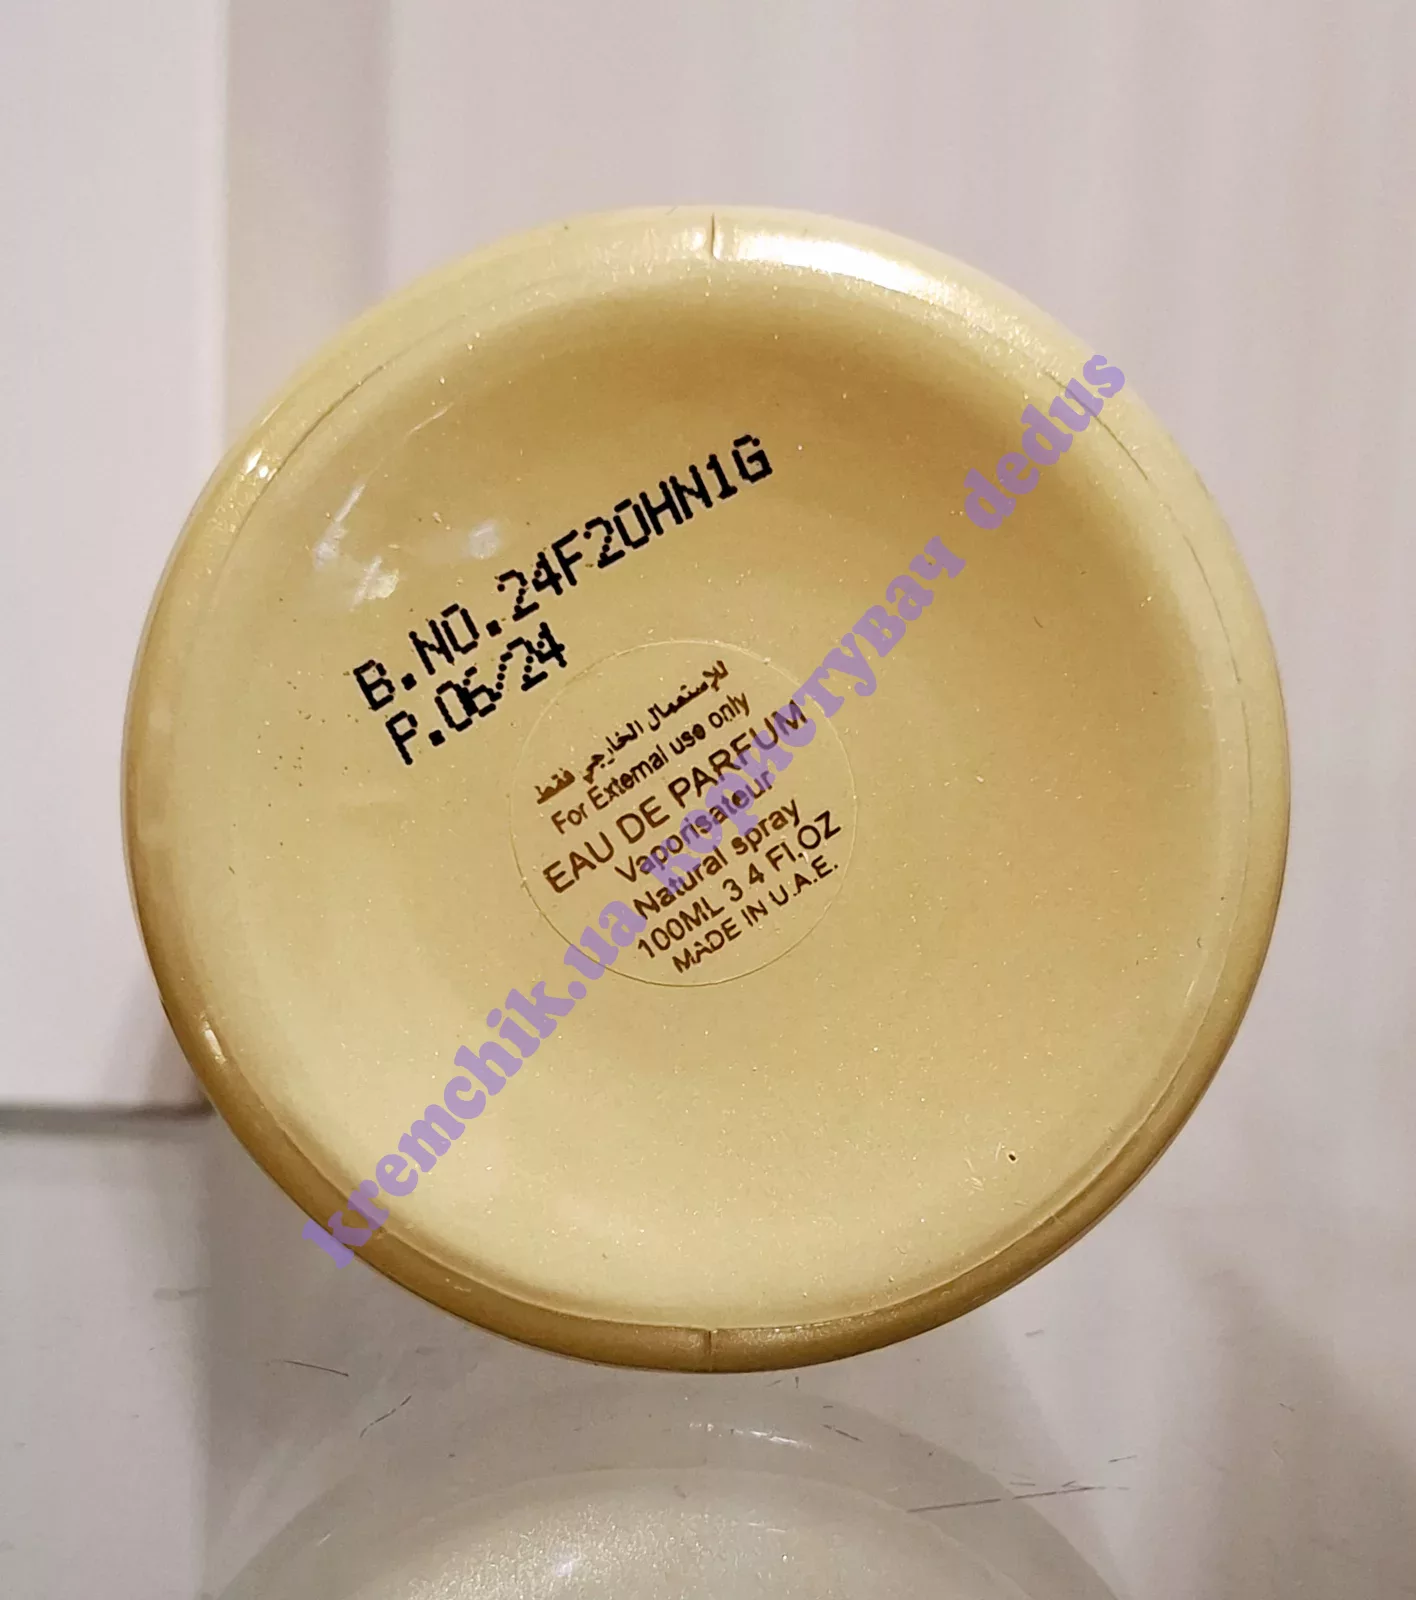 B.NO.24F20HN1G
P.06/24
للإستعمال الخارجي فقط
For External use only
EAU DE PARFUM
Vaporisateur
Natural spray
100ML 3 4 Fl.OZ
MADE IN U.A.E.
kremchik.ua користувач dedus